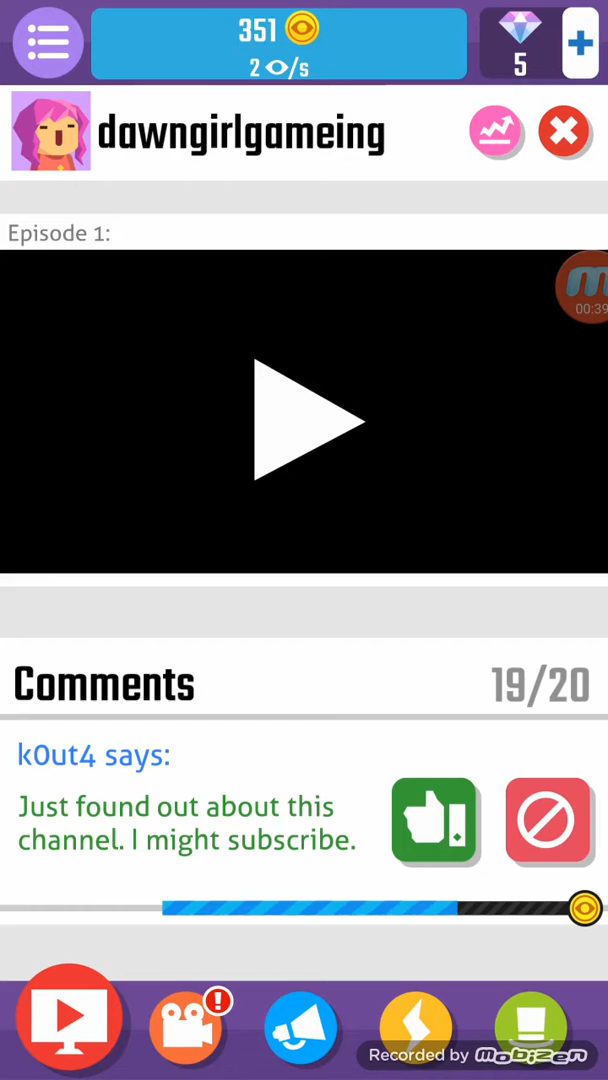 351
2 /s
5
dawngirlgameing
Episode 1:
00:39
Comments
19/20
k0ut4 says:
Just found out about this
channel. I might subscribe.
!
Recorded by mobizen